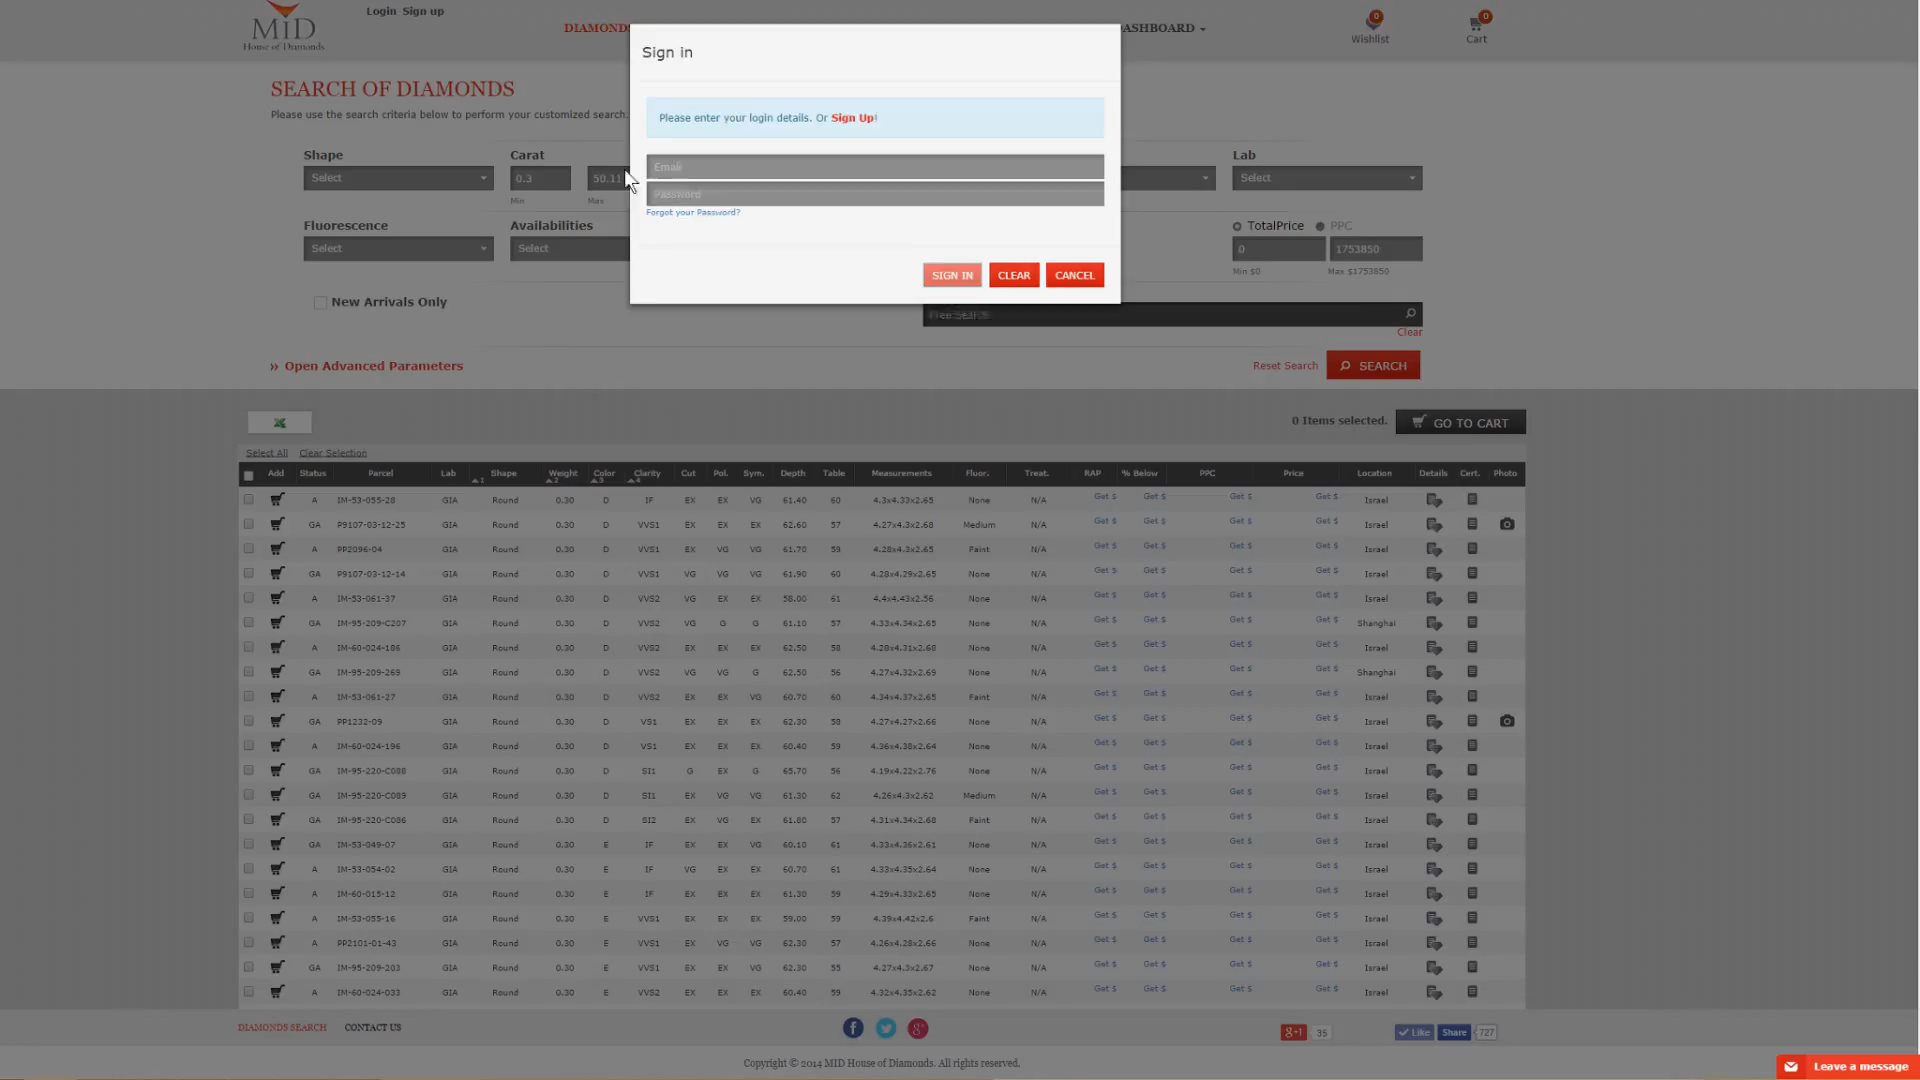 MID
House of Diamonds
Login Sign up
DIAMONDS
DASHBOARD
0
Wishlist
0
Cart
Sign in
Please enter your login details. Or Sign Up!
Email
Password
Forgot your Password?
SIGN IN CLEAR CANCEL
SEARCH OF DIAMONDS
Please use the search criteria below to perform your customized search.
Shape Carat Lab
Select 0.3 50.11 Select
Min Max
Fluorescence Availabilities TotalPrice PPC
Select Select 0 1753850
Min $0 Max $1753850
New Arrivals Only
Free Search
Clear
›› Open Advanced Parameters Reset Search SEARCH
0 Items selected. GO TO CART
Select All Clear Selection
Add Status Parcel Lab Shape Weight Color Clarity Cut Pol. Sym. Depth Table Measurements Fluor. Treat. RAP % Below PPC Price Location Details Cert. Photo
1 2 3 4
A IM-53-055-28 GIA Round 0.30 D IF EX EX VG 61.40 60 4.3x4.33x2.65 None N/A Get $ Get $ Get $ Get $ Israel
GA P9107-03-12-25 GIA Round 0.30 D VVS1 EX EX EX 62.60 57 4.27x4.3x2.68 Medium N/A Get $ Get $ Get $ Get $ Israel
A PP2096-04 GIA Round 0.30 D VVS1 EX VG VG 61.70 59 4.28x4.3x2.65 Faint N/A Get $ Get $ Get $ Get $ Israel
GA P9107-03-12-14 GIA Round 0.30 D VVS1 VG VG VG 61.90 60 4.28x4.29x2.65 None N/A Get $ Get $ Get $ Get $ Israel
A IM-53-061-37 GIA Round 0.30 D VVS2 VG EX EX 58.00 61 4.4x4.43x2.56 None N/A Get $ Get $ Get $ Get $ Israel
GA IM-95-209-C207 GIA Round 0.30 D VVS2 VG G G 61.10 57 4.33x4.34x2.65 None N/A Get $ Get $ Get $ Get $ Shanghai
A IM-60-024-186 GIA Round 0.30 D VVS2 EX EX EX 62.50 58 4.28x4.31x2.68 None N/A Get $ Get $ Get $ Get $ Israel
GA IM-95-209-269 GIA Round 0.30 D VVS2 VG VG G 62.50 56 4.27x4.32x2.69 None N/A Get $ Get $ Get $ Get $ Shanghai
A IM-53-061-27 GIA Round 0.30 D VVS2 EX EX VG 60.70 60 4.34x4.37x2.65 Faint N/A Get $ Get $ Get $ Get $ Israel
GA PP1232-09 GIA Round 0.30 D VS1 EX EX EX 62.30 58 4.27x4.27x2.66 None N/A Get $ Get $ Get $ Get $ Israel
A IM-60-024-196 GIA Round 0.30 D VS1 EX EX EX 60.40 59 4.36x4.38x2.64 None N/A Get $ Get $ Get $ Get $ Israel
GA IM-95-220-C088 GIA Round 0.30 D SI1 G EX G 65.70 56 4.19x4.22x2.76 None N/A Get $ Get $ Get $ Get $ Israel
GA IM-95-220-C089 GIA Round 0.30 D SI1 EX VG VG 61.30 62 4.26x4.3x2.62 Medium N/A Get $ Get $ Get $ Get $ Israel
GA IM-95-220-C086 GIA Round 0.30 D SI2 EX VG EX 61.80 57 4.31x4.34x2.68 Faint N/A Get $ Get $ Get $ Get $ Israel
GA IM-53-049-07 GIA Round 0.30 E IF EX EX VG 60.10 61 4.33x4.36x2.61 None N/A Get $ Get $ Get $ Get $ Israel
A IM-53-054-02 GIA Round 0.30 E IF VG EX EX 60.70 61 4.33x4.35x2.64 None N/A Get $ Get $ Get $ Get $ Israel
A IM-60-015-12 GIA Round 0.30 E IF EX EX EX 61.30 59 4.29x4.33x2.65 None N/A Get $ Get $ Get $ Get $ Israel
A IM-53-055-16 GIA Round 0.30 E VVS1 EX EX EX 59.00 59 4.39x4.42x2.6 Faint N/A Get $ Get $ Get $ Get $ Israel
A PP2101-01-43 GIA Round 0.30 E VVS1 EX VG VG 62.30 57 4.26x4.28x2.66 None N/A Get $ Get $ Get $ Get $ Israel
GA IM-95-209-203 GIA Round 0.30 E VVS1 EX EX VG 62.30 55 4.27x4.3x2.67 None N/A Get $ Get $ Get $ Get $ Israel
A IM-60-024-033 GIA Round 0.30 E VVS2 EX EX EX 60.40 59 4.32x4.35x2.62 None N/A Get $ Get $ Get $ Get $ Israel
DIAMONDS SEARCH CONTACT US
f g+ g+1 35 Like Share 727
Copyright © 2014 MID House of Diamonds. All rights reserved.
Leave a message